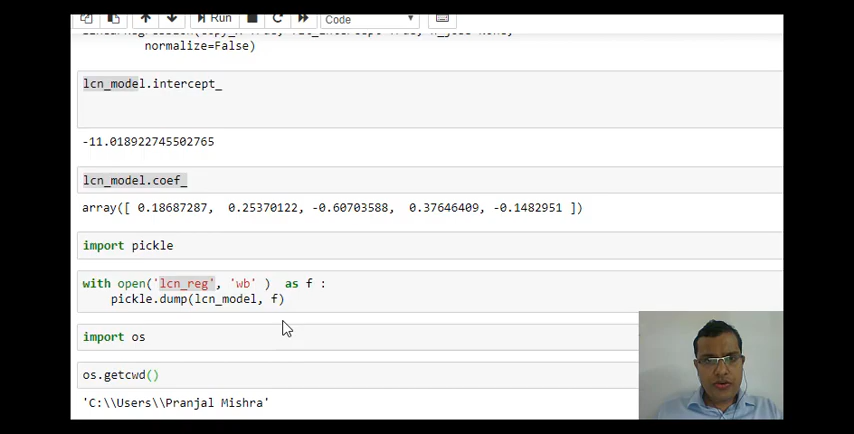 Run
Code
normalize=False)
lcn_model.intercept_
-11.018922745502765
lcn_model.coef_
array([ 0.18687287, 0.25370122, -0.60703588, 0.37646409, -0.1482951 ])
import pickle
with open('lcn_reg', 'wb' ) as f :
pickle.dump(lcn_model, f)
import os
os.getcwd()
'C:\\Users\\Pranjal Mishra'